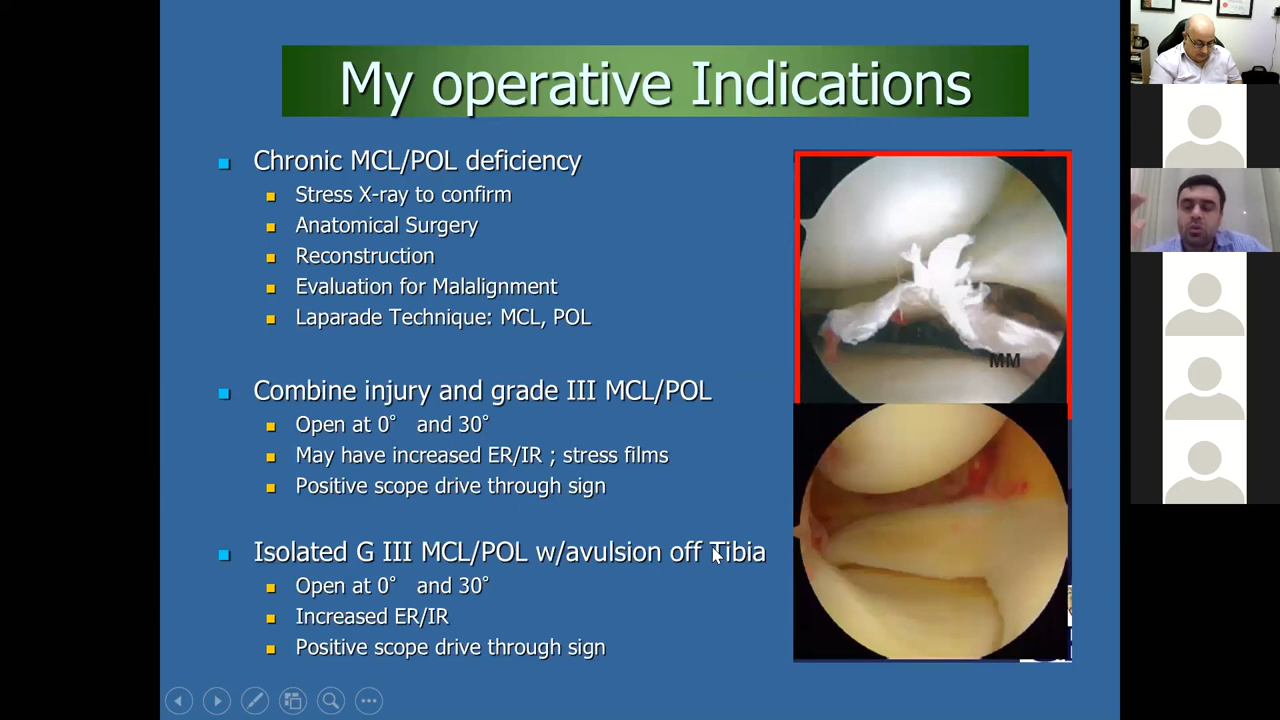 My operative Indications
Chronic MCL/POL deficiency
Stress X-ray to confirm
Anatomical Surgery
Reconstruction
Evaluation for Malalignment
Laparade Technique: MCL, POL
Combine injury and grade III MCL/POL
Open at 0° and 30°
May have increased ER/IR ; stress films
Positive scope drive through sign
Isolated G III MCL/POL w/avulsion off Tibia
Open at 0° and 30°
Increased ER/IR
Positive scope drive through sign
MM